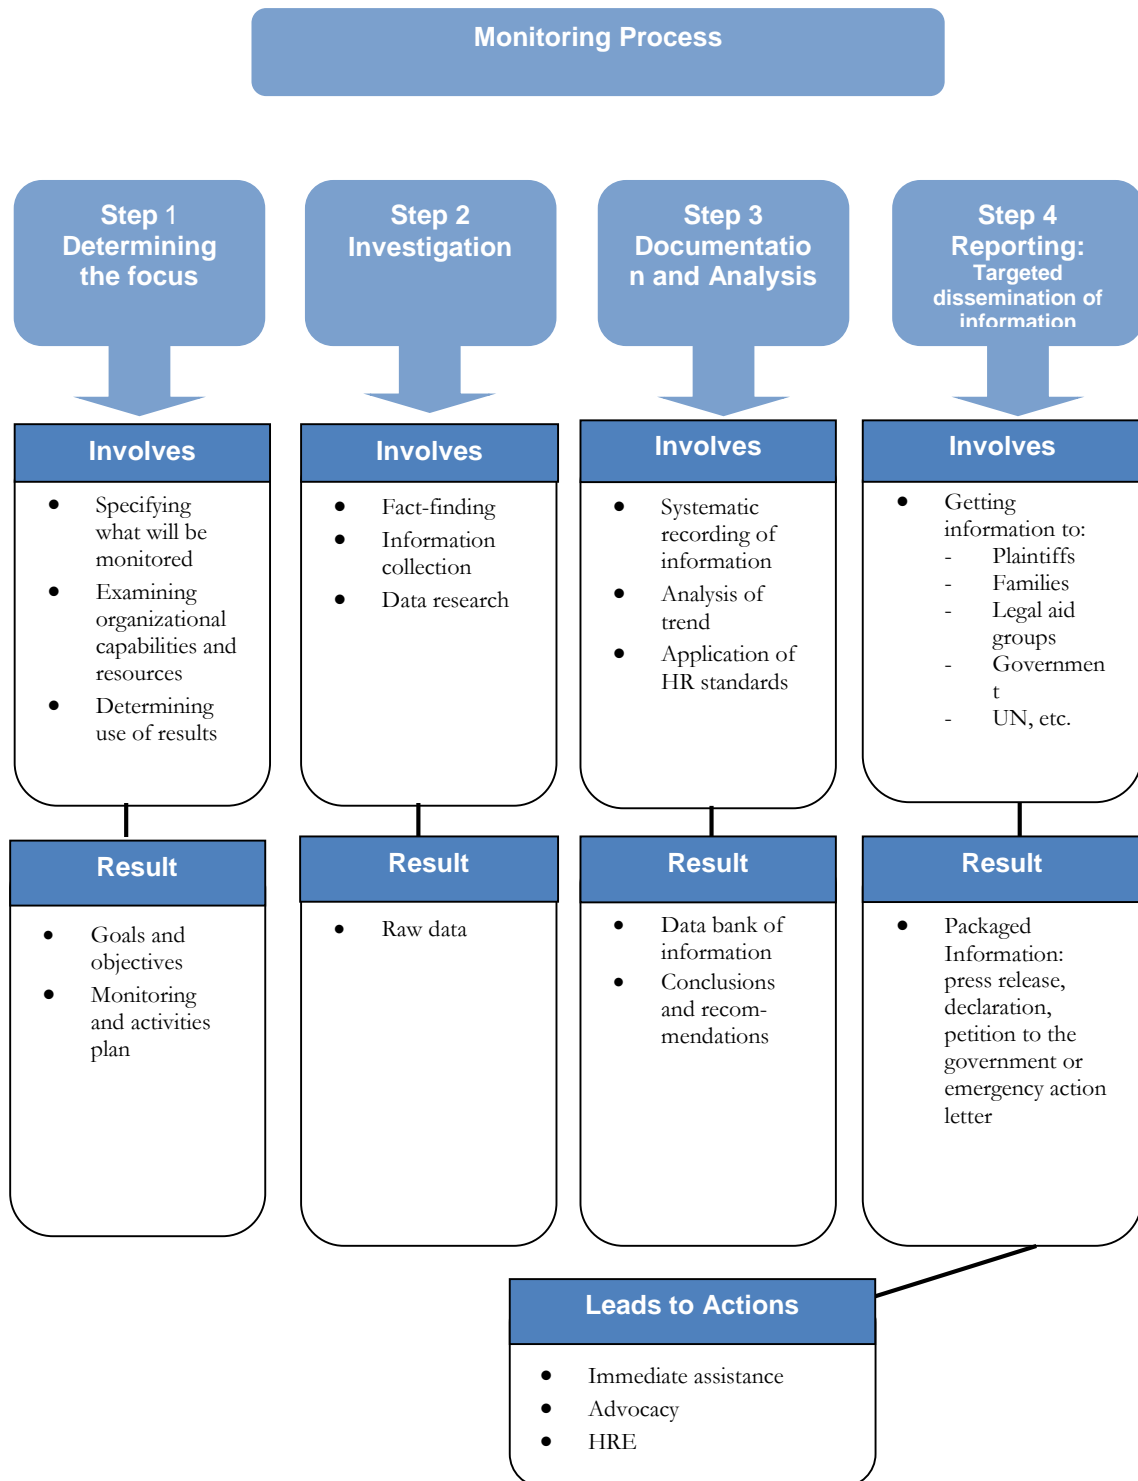 Monitoring Process
Step 1
Determining
the focus
Step 2
Investigation
Step 3
Documentatio
n and Analysis
Step 4
Reporting:
Targeted
dissemination of
information
Involves
• Specifying
what will be
monitored
• Examining
organizational
capabilities and
resources
• Determining
use of results
Involves
• Fact-finding
• Information
collection
• Data research
Involves
• Systematic
recording of
information
• Analysis of
trend
• Application of
HR standards
Involves
• Getting
information to:
- Plaintiffs
- Families
- Legal aid
groups
- Governmen
t
- UN, etc.
Result
• Goals and
objectives
• Monitoring
and activities
plan
Result
• Raw data
Result
• Data bank of
information
• Conclusions
and recom-
mendations
Result
• Packaged
Information:
press release,
declaration,
petition to the
government or
emergency action
letter
Leads to Actions
• Immediate assistance
• Advocacy
• HRE